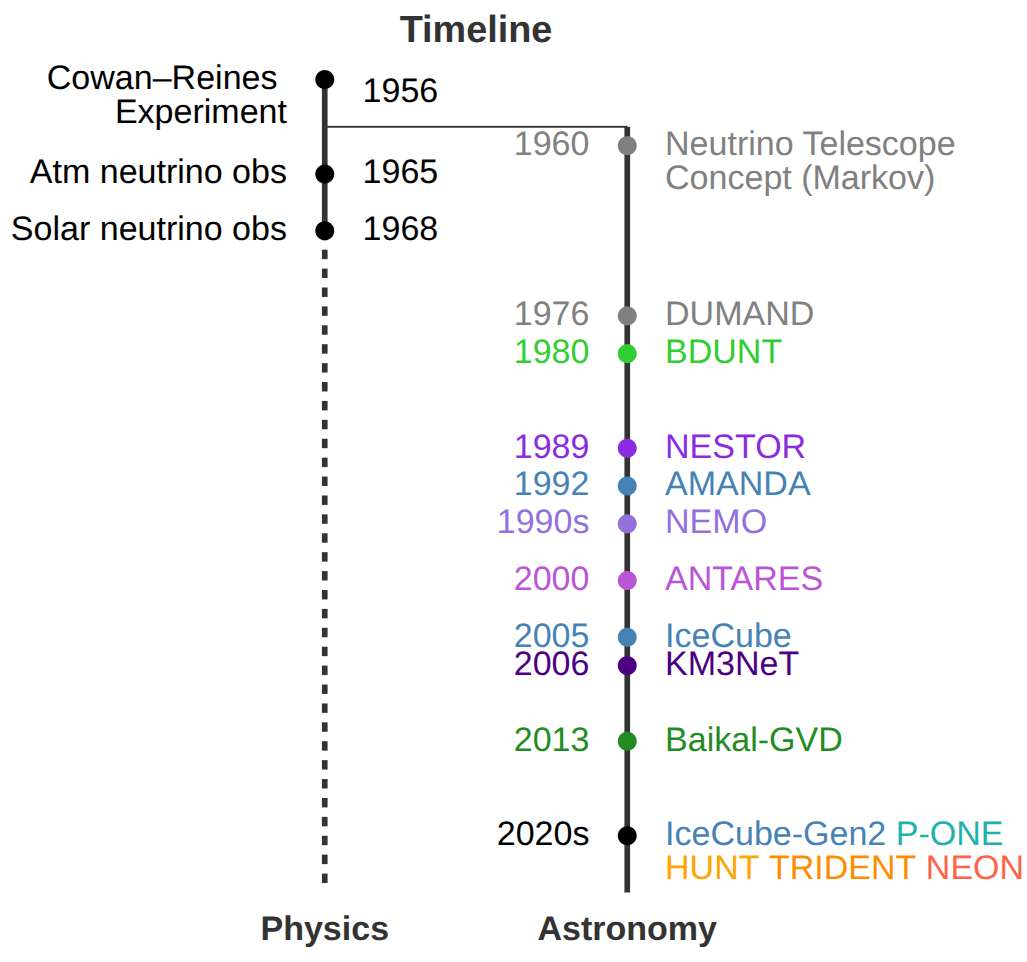 Timeline
Cowan–Reines
Experiment
1956
Atm neutrino obs
1965
Solar neutrino obs
1968
1960
Neutrino Telescope
Concept (Markov)
1976
DUMAND
1980
BDUNT
1989
NESTOR
1992
AMANDA
1990s
NEMO
2000
ANTARES
2005
IceCube
2006
KM3NeT
2013
Baikal-GVD
2020s
IceCube-Gen2 P-ONE
HUNT TRIDENT NEON
Physics
Astronomy